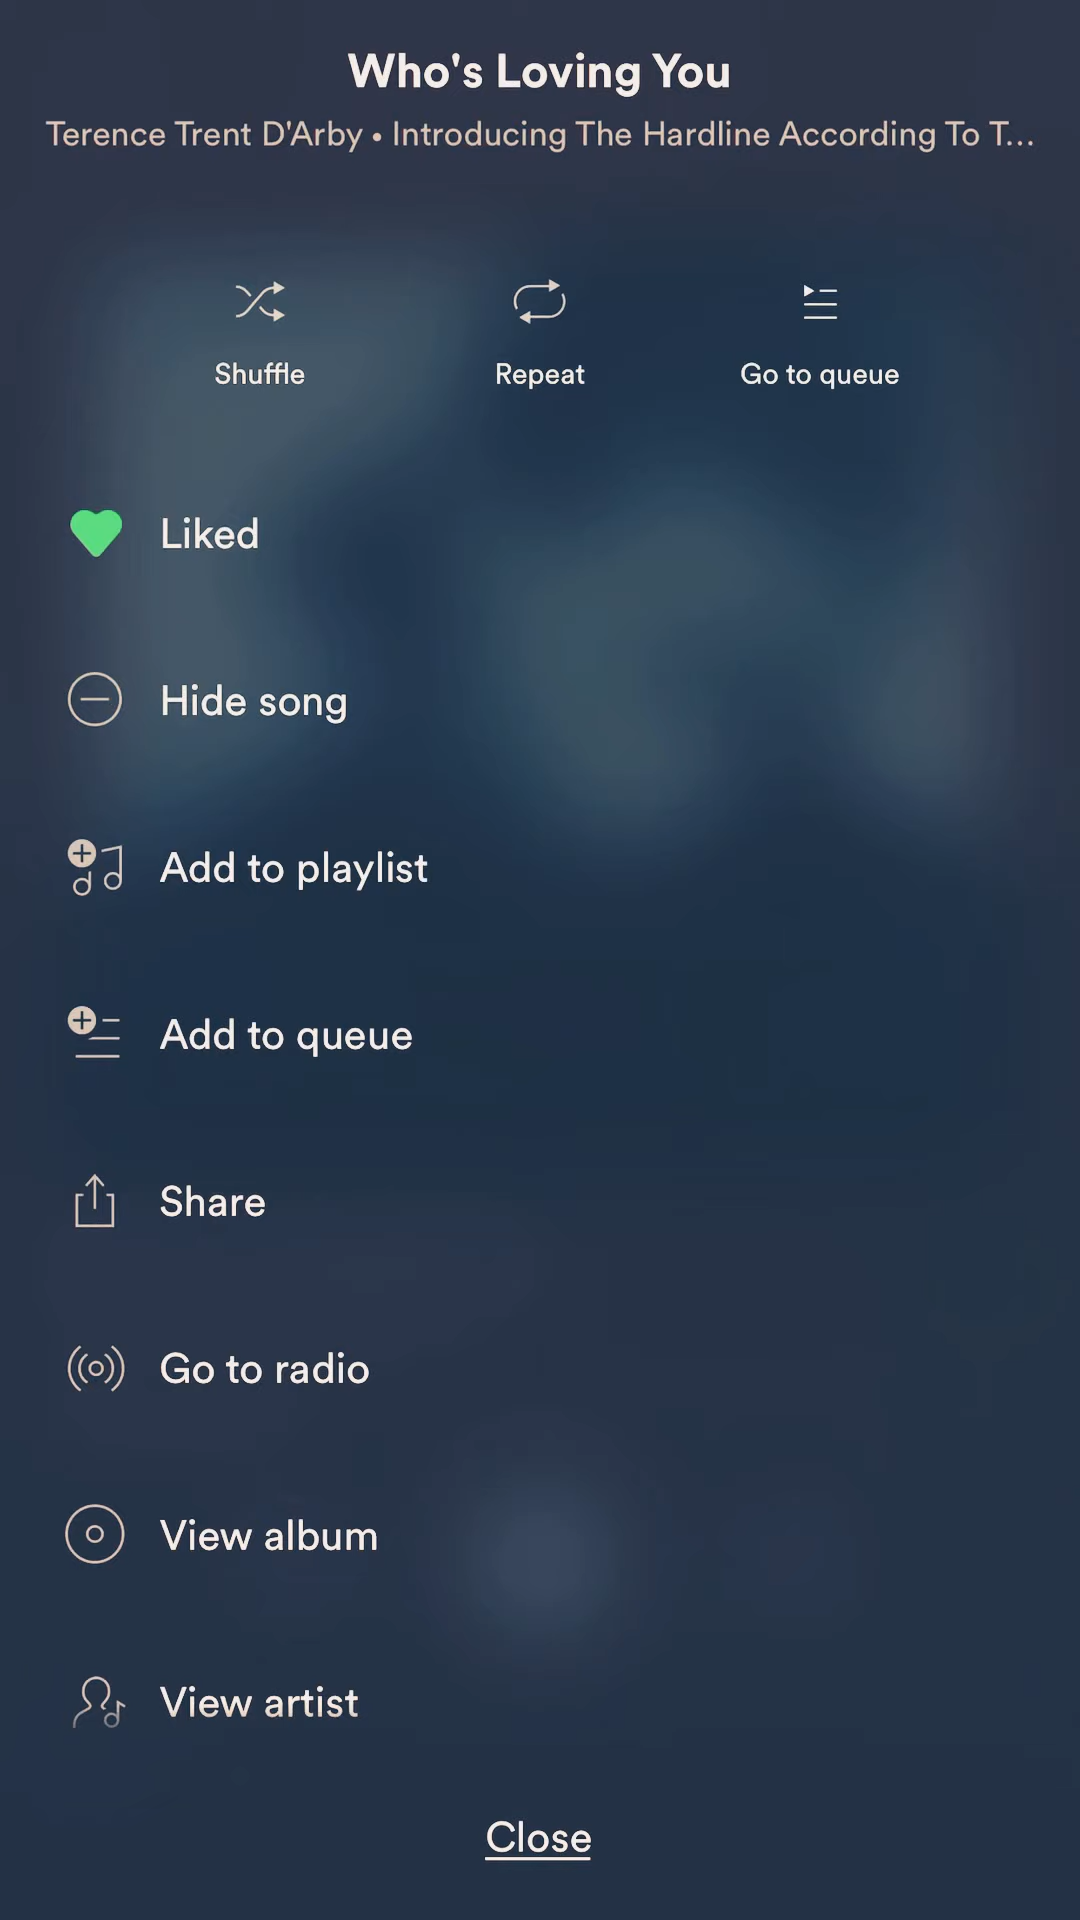 Who's Loving You
Terence Trent D'Arby • Introducing The Hardline According To T...
Shuffle
Repeat
Go to queue
Liked
Hide song
Add to playlist
Add to queue
Share
Go to radio
View album
View artist
Close